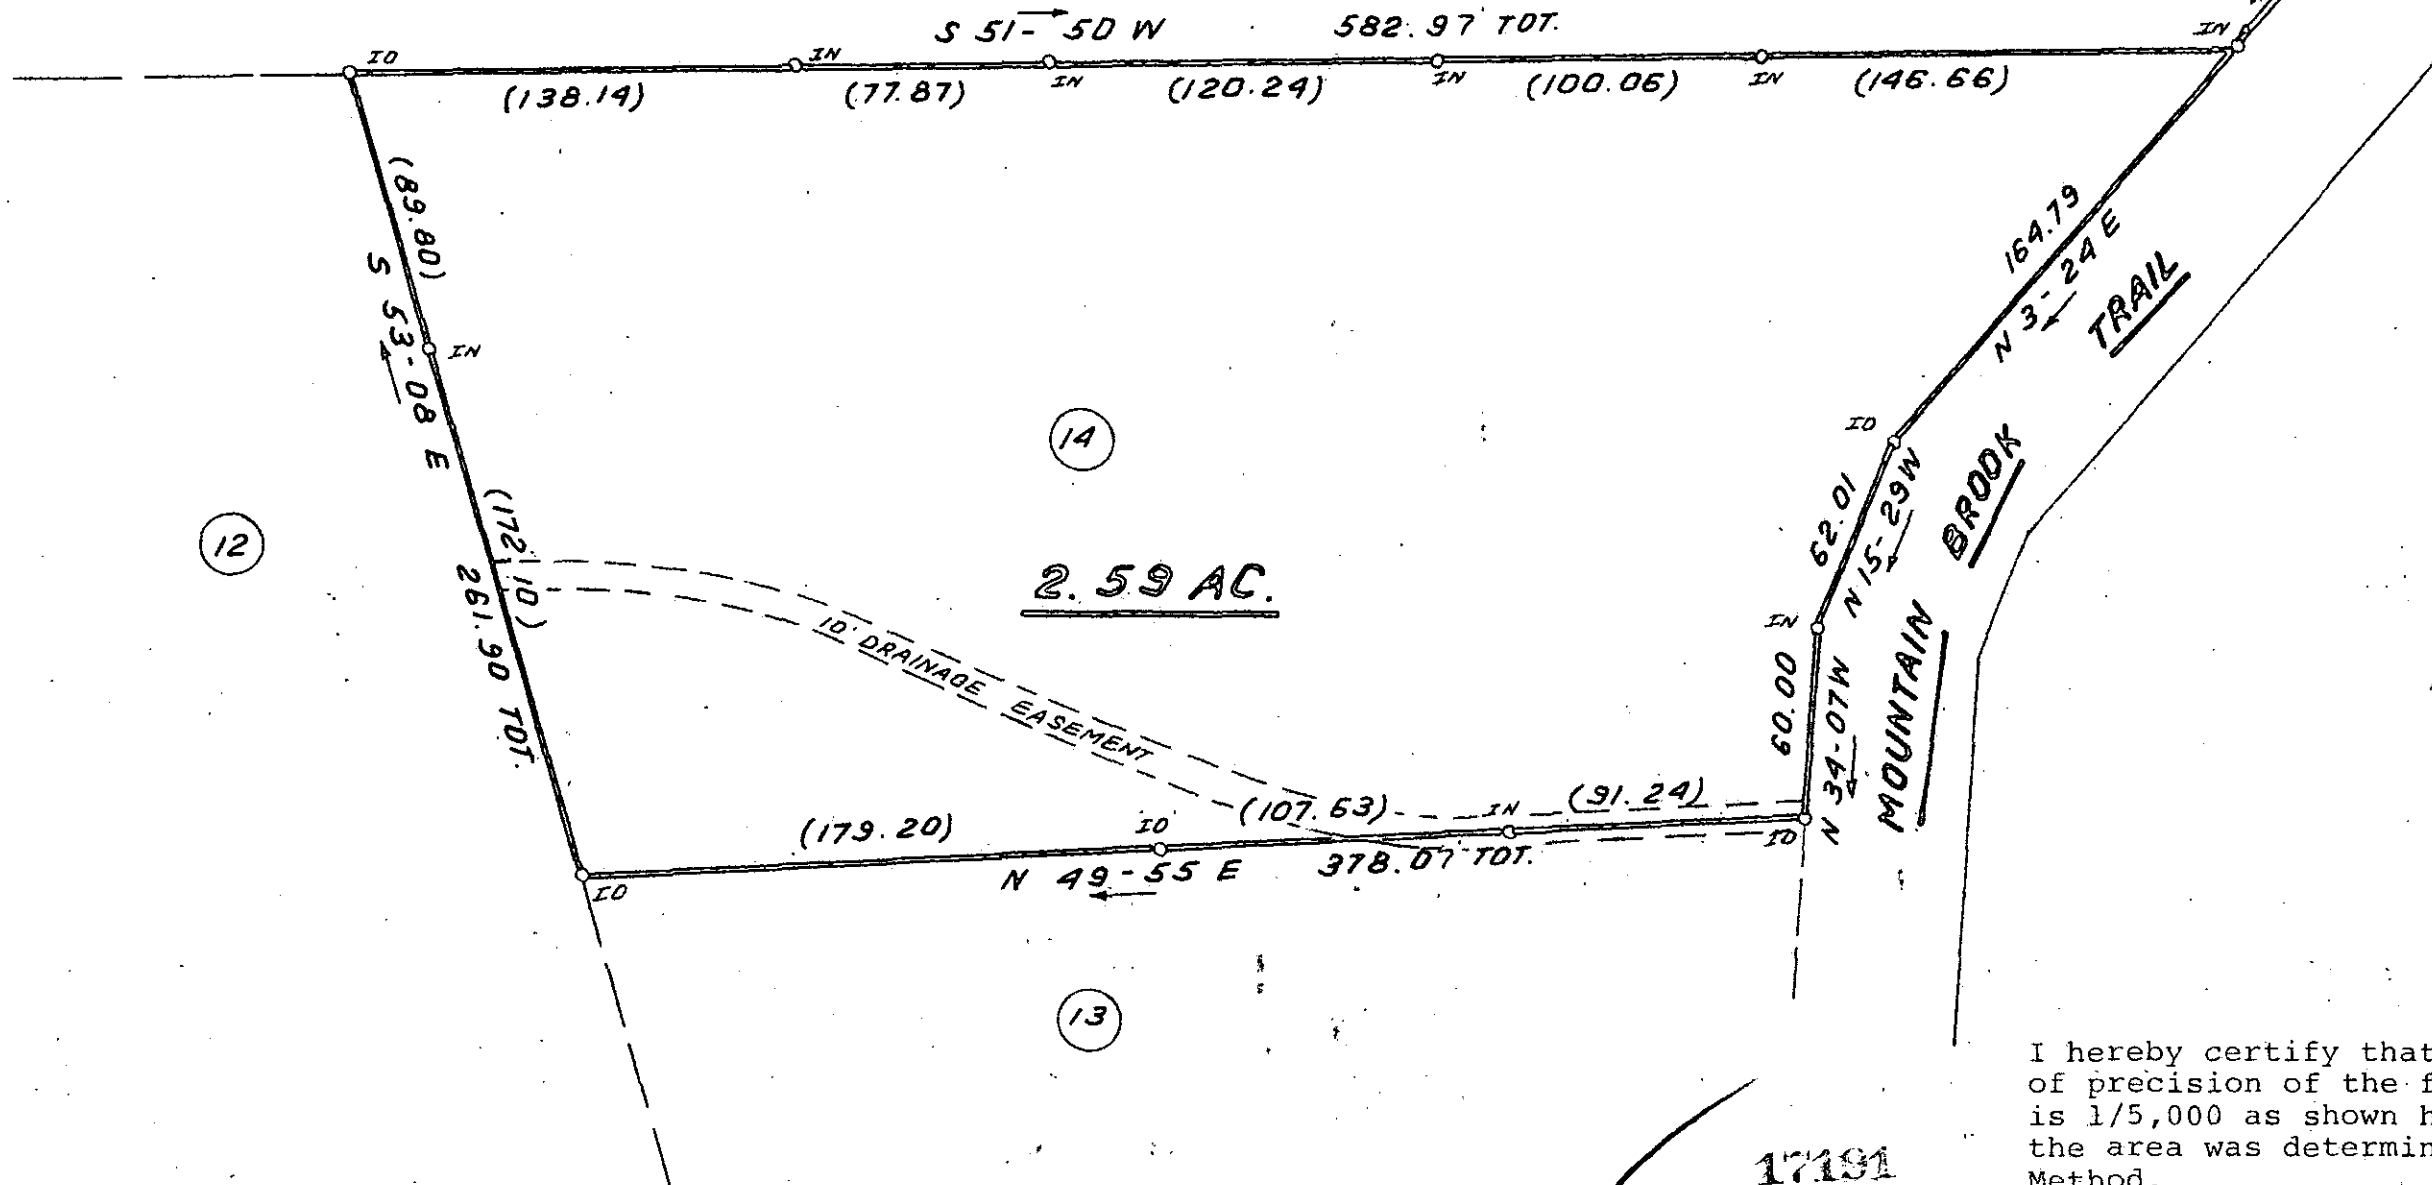 S 51-50 W 582.97 TOT.
IO IN IN IN IN IN
(138.14) (77.87) (120.24) (100.06) (146.66)
(89.80)
S 53-08 E
IN
(172.10)
261.90 TOT.
164.79
N 3-24 E
TRAIL
BROOK
MOUNTAIN
IO
62.01
N 15-29 W
IN
60.00
N 34-07 W
14
12
2.59 AC.
10' DRAINAGE EASEMENT
(179.20) IO (107.63) IN (91.24)
IO
N 49-55 E 378.07 TOT.
IO
13
I hereby certify that
of precision of the f
is 1/5,000 as shown h
the area was determin
Method.
17191